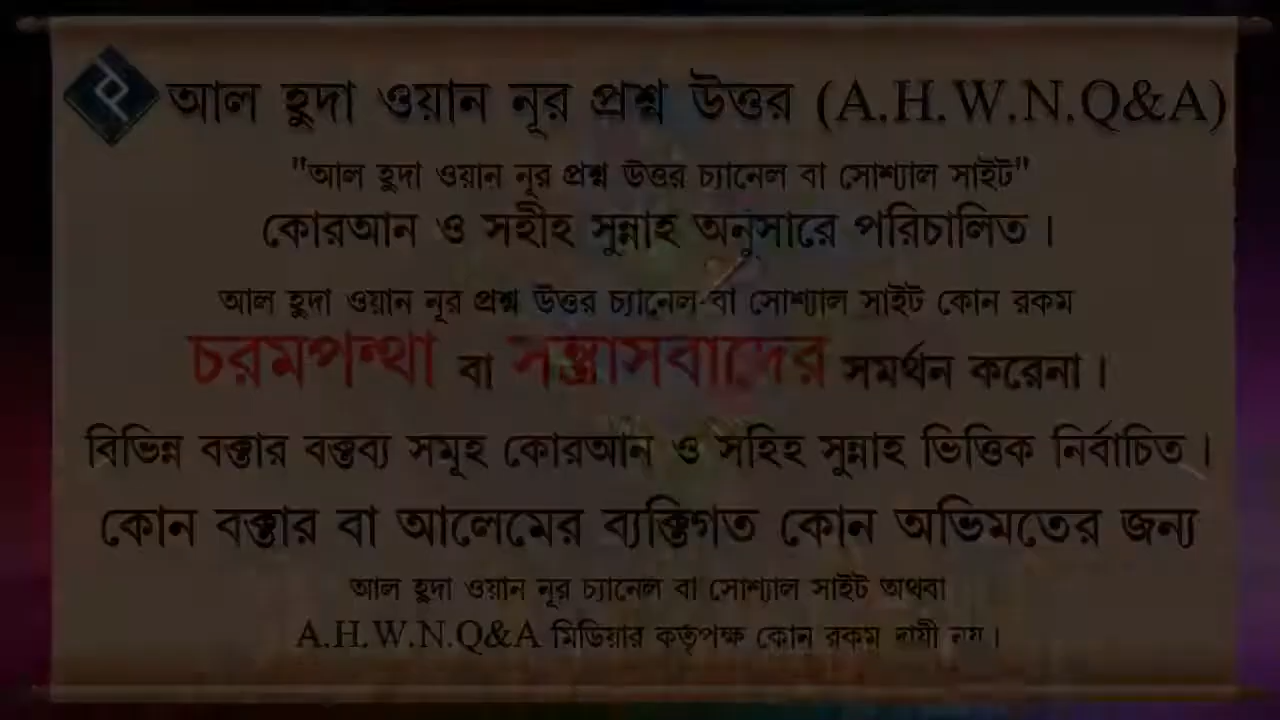 আল হুদা ওয়ান নূর প্রশ্ন উত্তর (A.H.W.N.Q&A)
"আল হুদা ওয়ান নূর প্রশ্ন উত্তর চ্যানেল বা সোশ্যাল সাইট"
কোরআন ও সহীহ সুন্নাহ অনুসারে পরিচালিত ।
আল হুদা ওয়ান নূর প্রশ্ন উত্তর চ্যানেল বা সোশ্যাল সাইট কোন রকম
চরমপন্থা বা সন্ত্রাসবাদের সমর্থন করেনা ।
বিভিন্ন বক্তার বক্তব্য সমূহ কোরআন ও সহিহ সুন্নাহ ভিত্তিক নির্বাচিত ।
কোন বক্তার বা আলেমের ব্যক্তিগত কোন অভিমতের জন্য
আল হুদা ওয়ান নূর চ্যানেল বা সোশ্যাল সাইট অথবা
A.H.W.N.Q&A মিডিয়ার কর্তৃপক্ষ কোন রকম দায়ী নয় ।